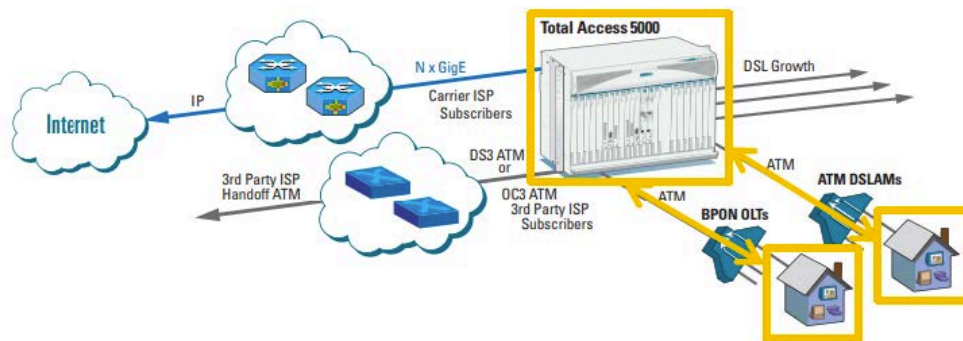 Total Access 5000
N x GigE
DSL Growth
IP
Carrier ISP
Subscribers
Internet
DS3 ATM
or
OC3 ATM
3rd Party ISP
Subscribers
3rd Party ISP
Handoff ATM
ATM
ATM
ATM DSLAMs
BPON OLTs